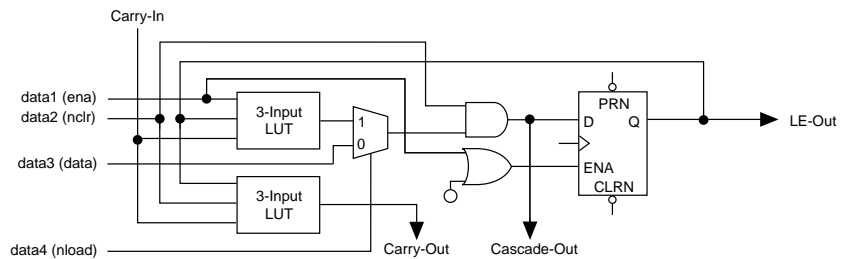 Carry-In
data1 (ena)
data2 (nclr)
3-Input
LUT
1
0
data3 (data)
3-Input
LUT
data4 (nload)
Carry-Out
Cascade-Out
PRN
D
Q
ENA
CLRN
LE-Out